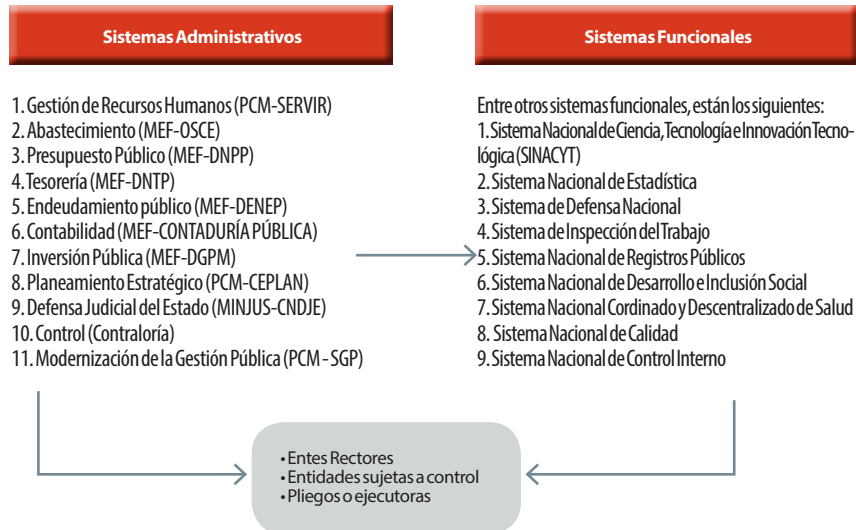 Sistemas Administrativos
1. Gestión de Recursos Humanos (PCM-SERVIR)
2. Abastecimiento (MEF-OSCE)
3. Presupuesto Público (MEF-DNPP)
4. Tesorería (MEF-DNTP)
5. Endeudamiento público (MEF-DENEP)
6. Contabilidad (MEF-CONTADURÍA PÚBLICA)
7. Inversión Pública (MEF-DGPM)
8. Planeamiento Estratégico (PCM-CEPLAN)
9. Defensa Judicial del Estado (MINJUS-CNDJE)
10. Control (Contraloría)
11. Modernización de la Gestión Pública (PCM - SGP)
Sistemas Funcionales
Entre otros sistemas funcionales, están los siguientes:
1. Sistema Nacional de Ciencia, Tecnología e Innovación Tecno-
lógica (SINACYT)
2. Sistema Nacional de Estadística
3. Sistema de Defensa Nacional
4. Sistema de Inspección del Trabajo
5. Sistema Nacional de Registros Públicos
6. Sistema Nacional de Desarrollo e Inclusión Social
7. Sistema Nacional Cordinado y Descentralizado de Salud
8. Sistema Nacional de Calidad
9. Sistema Nacional de Control Interno
• Entes Rectores
• Entidades sujetas a control
• Pliegos o ejecutoras